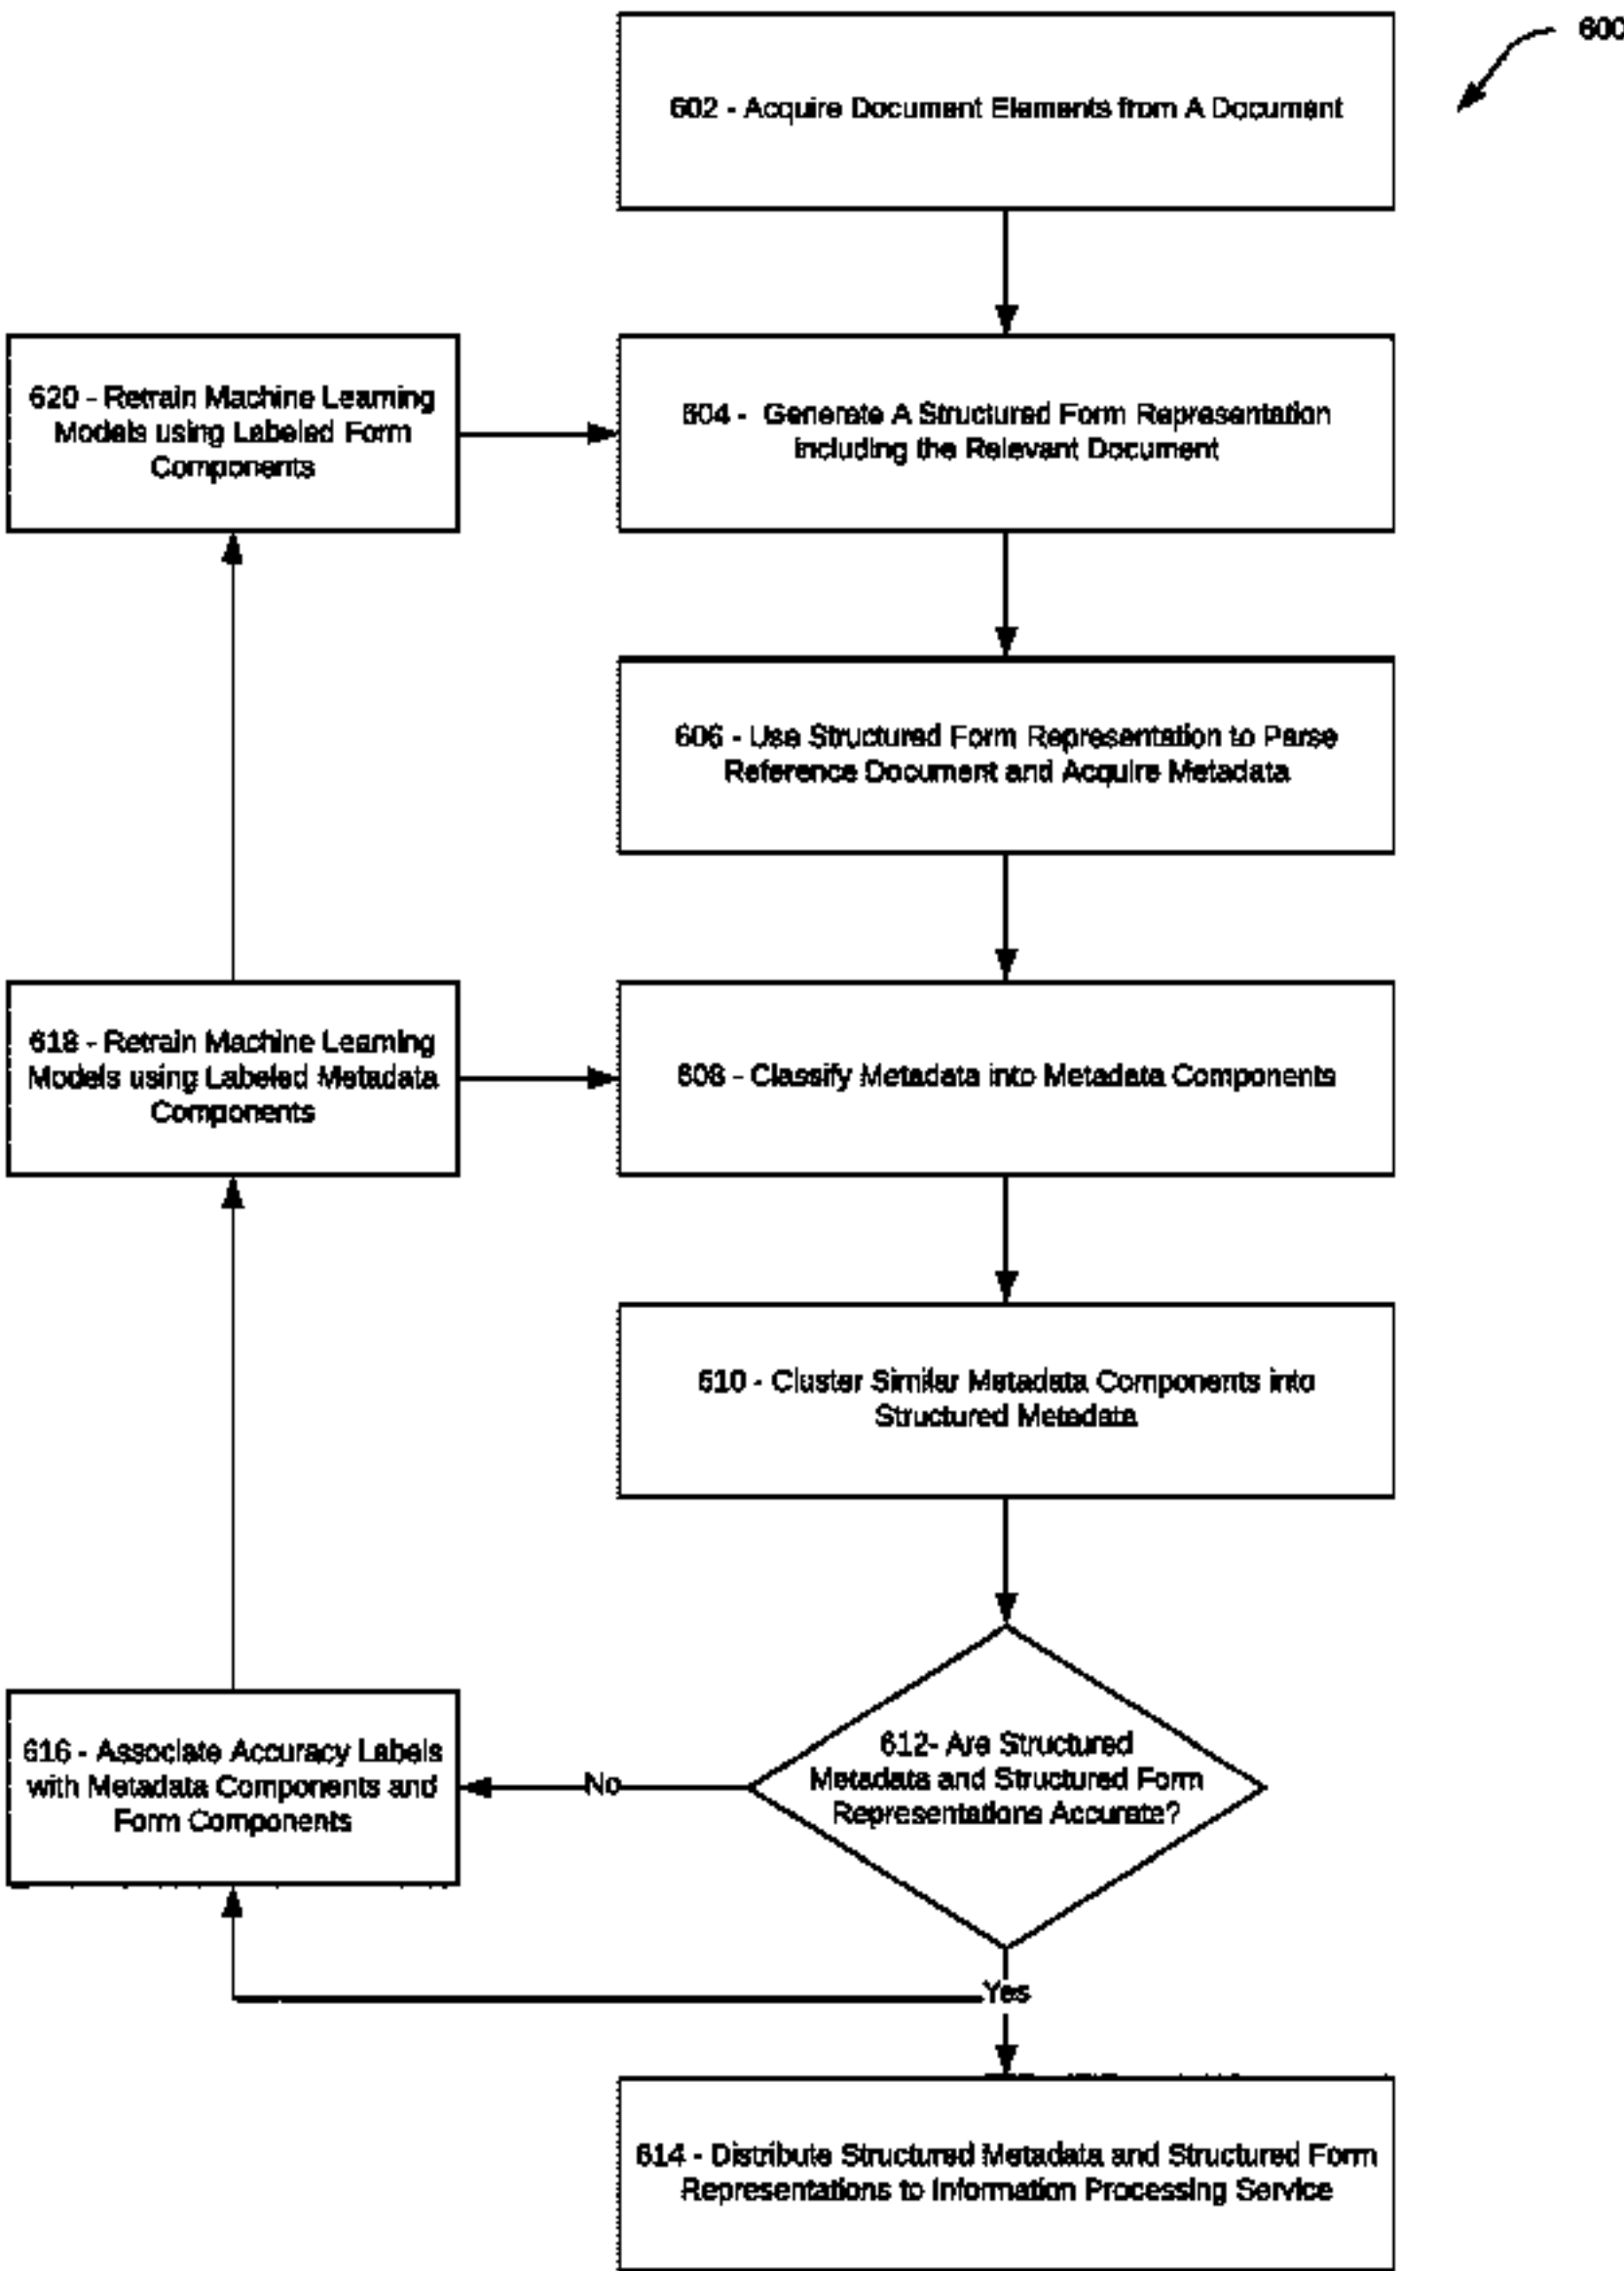 600
602 - Acquire Document Elements from A Document
620 - Retrain Machine Learning
Models using Labeled Form
Components
604 -  Generate A Structured Form Representation
Including the Relevant Document
606 - Use Structured Form Representation to Parse
Reference Document and Acquire Metadata
618 - Retrain Machine Learning
Models using Labeled Metadata
Components
608 - Classify Metadata into Metadata Components
610 - Cluster Similar Metadata Components into
Structured Metadata
616 - Associate Accuracy Labels
with Metadata Components and
Form Components
No
612- Are Structured
Metadata and Structured Form
Representations Accurate?
Yes
614 - Distribute Structured Metadata and Structured Form
Representations to Information Processing Service